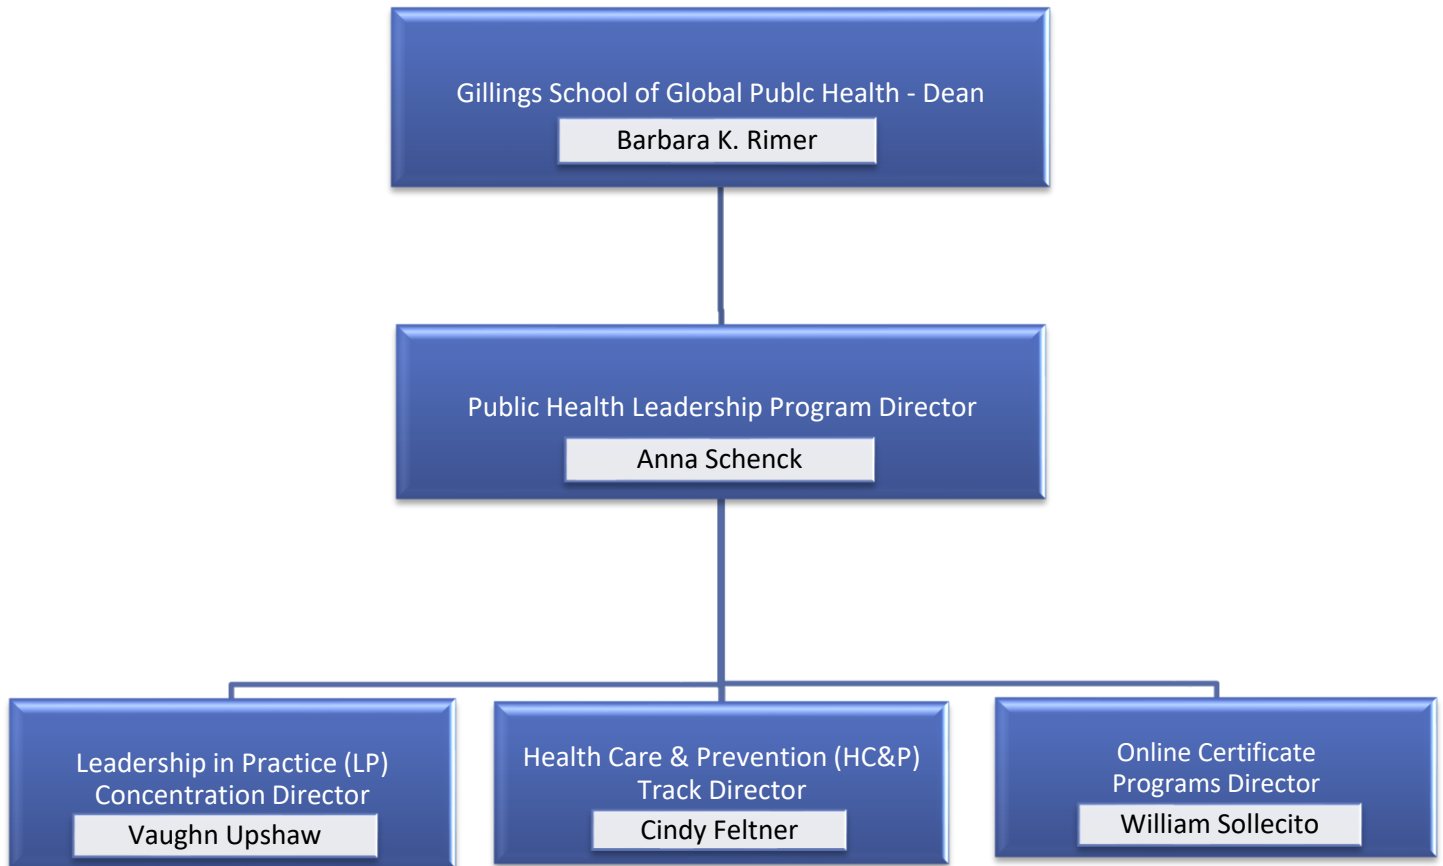 Gillings School of Global Publc Health - Dean
Barbara K. Rimer
Public Health Leadership Program Director
Anna Schenck
Leadership in Practice (LP)
Concentration Director
Vaughn Upshaw
Health Care & Prevention (HC&P)
Track Director
Cindy Feltner
Online Certificate
Programs Director
William Sollecito